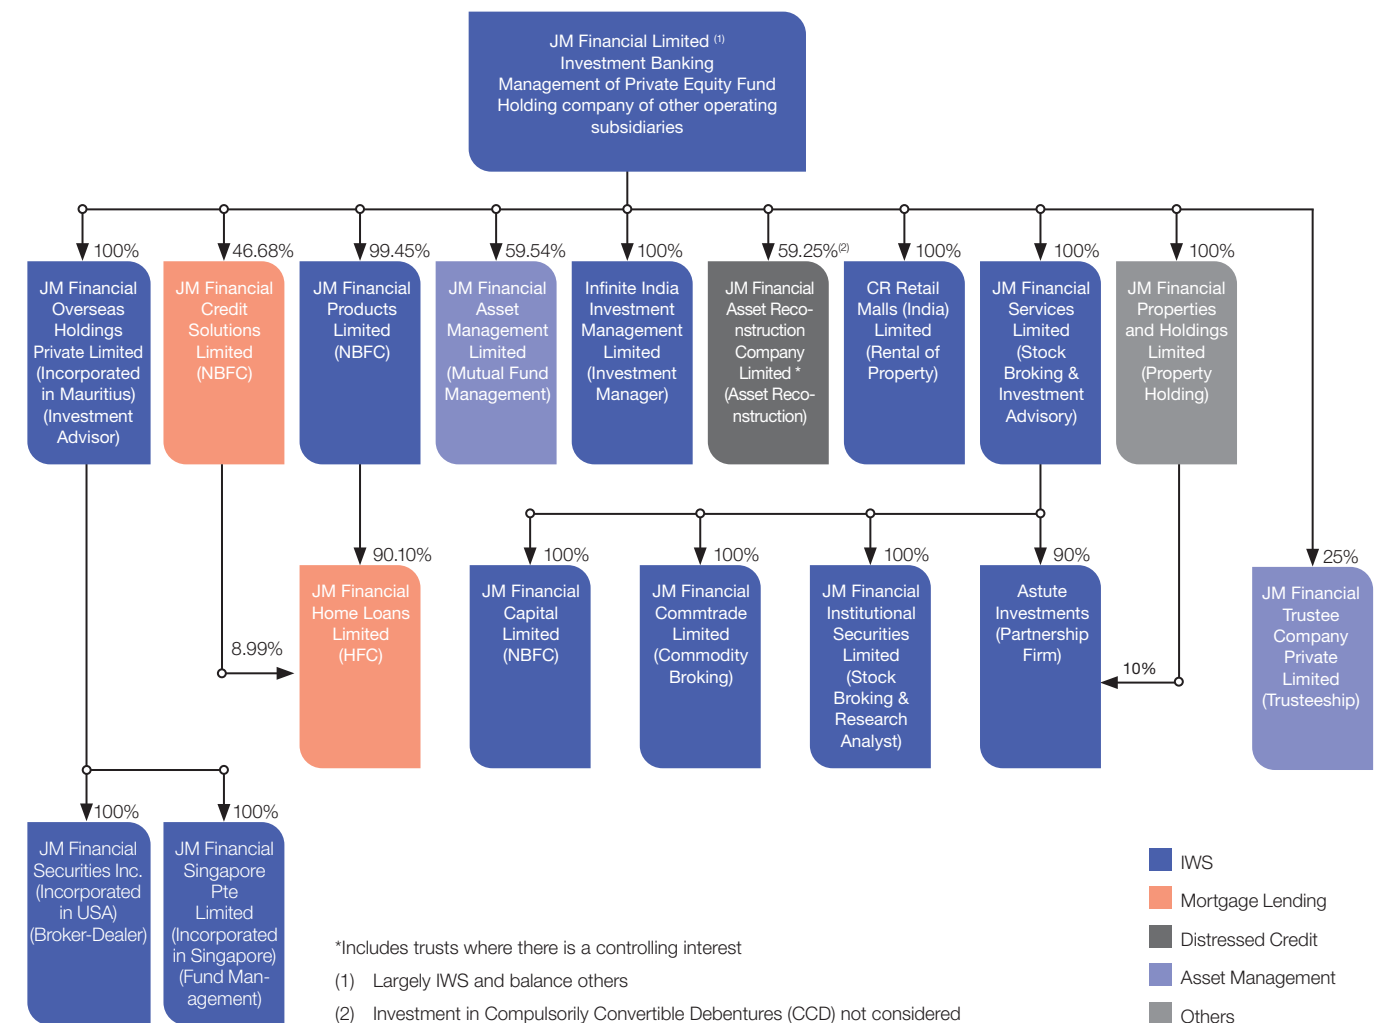 JM Financial Limited (1)
Investment Banking
Management of Private Equity Fund
Holding company of other operating
subsidiaries
100%
46.68%
99.45%
59.54%
100%
59.25%(2)
100%
100%
100%
JM Financial
Overseas
Holdings
Private Limited
(Incorporated
in Mauritius)
(Investment
Advisor)
JM Financial
Credit
Solutions
Limited
(NBFC)
JM Financial
Products
Limited
(NBFC)
JM Financial
Asset
Management
Limited
(Mutual Fund
Management)
Infinite India
Investment
Management
Limited
(Investment
Manager)
JM Financial
Asset Reco-
nstruction
Company
Limited *
(Asset Reco-
nstruction)
CR Retail
Malls (India)
Limited
(Rental of
Property)
JM Financial
Services
Limited
(Stock
Broking &
Investment
Advisory)
JM Financial
Properties
and Holdings
Limited
(Property
Holding)
90.10%
100%
100%
100%
90%
25%
8.99%
10%
JM Financial
Home Loans
Limited
(HFC)
JM Financial
Capital
Limited
(NBFC)
JM Financial
Commtrade
Limited
(Commodity
Broking)
JM Financial
Institutional
Securities
Limited
(Stock
Broking &
Research
Analyst)
Astute
Investments
(Partnership
Firm)
JM Financial
Trustee
Company
Private
Limited
(Trusteeship)
100%
100%
JM Financial
Securities Inc.
(Incorporated
in USA)
(Broker-Dealer)
JM Financial
Singapore
Pte
Limited
(Incorporated
in Singapore)
(Fund Man-
agement)
*Includes trusts where there is a controlling interest
(1) Largely IWS and balance others
(2) Investment in Compulsorily Convertible Debentures (CCD) not considered
IWS
Mortgage Lending
Distressed Credit
Asset Management
Others